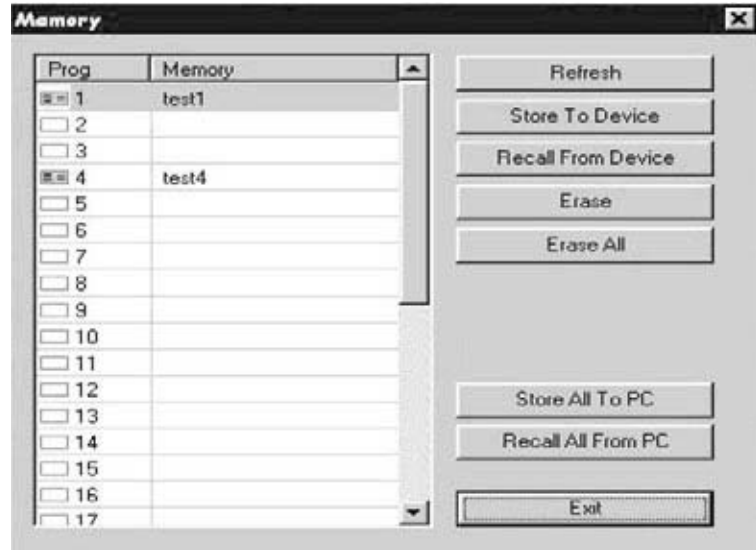 Memory
Prog Memory
1 test1
2
3
4 test4
5
6
7
8
9
10
11
12
13
14
15
16
17
Refresh
Store To Device
Recall From Device
Erase
Erase All
Store All To PC
Recall All From PC
Exit